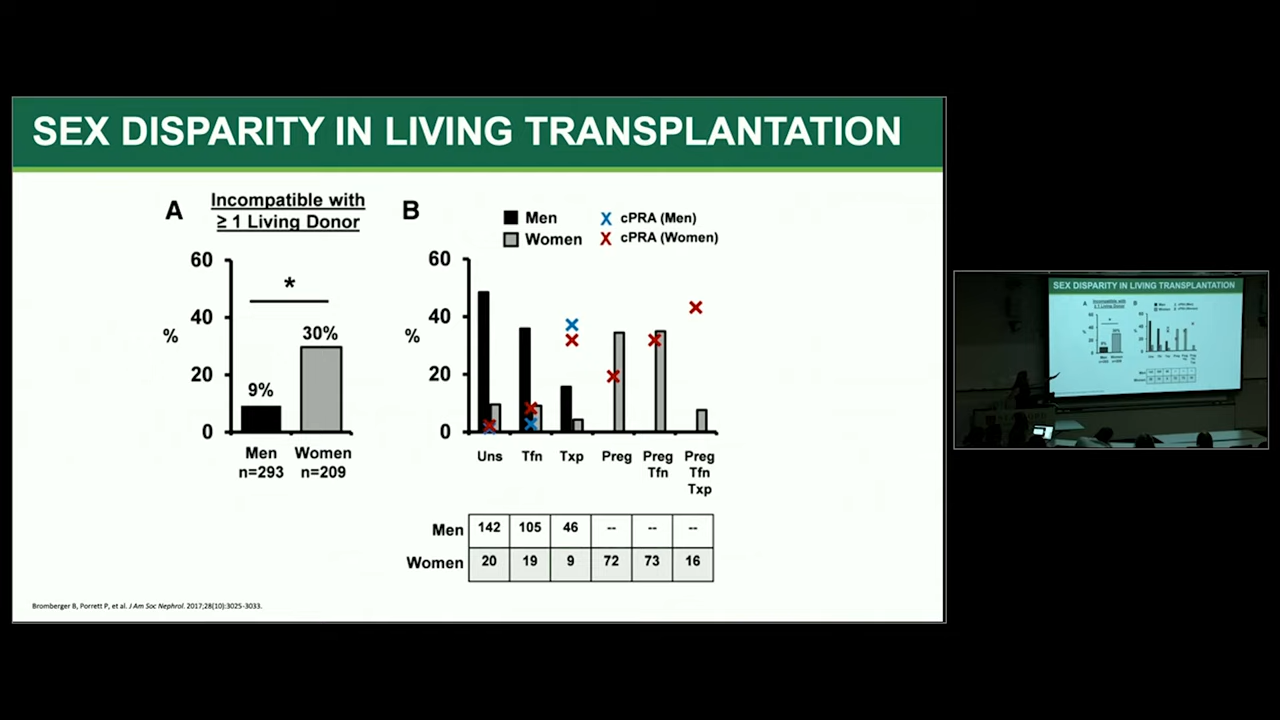 SEX DISPARITY IN LIVING TRANSPLANTATION
A
Incompatible with
≥ 1 Living Donor
60
40
20
0
%
*
9%
30%
Men
n=293
Women
n=209
B
Men
Women
cPRA (Men)
cPRA (Women)
60
40
20
0
%
Uns
Tfn
Txp
Preg
Preg
Tfn
Preg
Tfn
Txp
Men 142 105 46 -- -- --
Women 20 19 9 72 73 16
Bromberger B, Porrett P, et al. J Am Soc Nephrol. 2017;28(10):3025-3033.
SEX DISPARITY IN LIVING TRANSPLANTATION